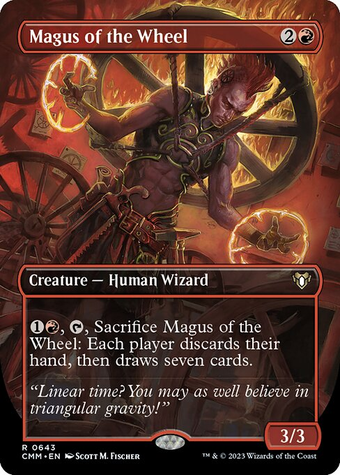 Magus of the Wheel 2
Creature — Human Wizard
1, Sacrifice Magus of the
Wheel: Each player discards their
hand, then draws seven cards.
“Linear time? You may as well believe in
triangular gravity!”
R 0643
CMM • EN Scott M. Fischer
™ & © 2023 Wizards of the Coast
3/3